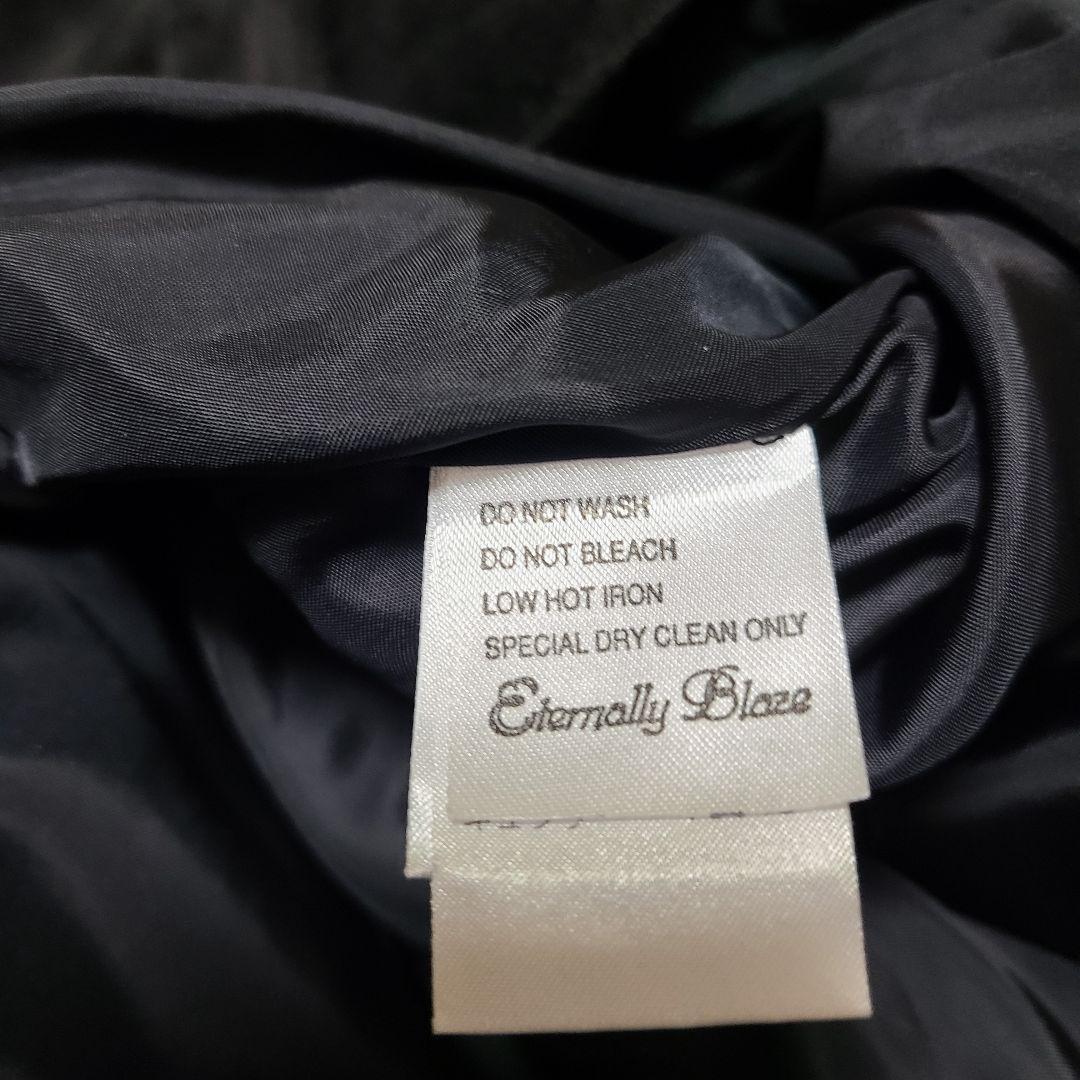 DO NOT WASH
DO NOT BLEACH
LOW HOT IRON
SPECIAL DRY CLEAN ONLY
Eternally Blaze